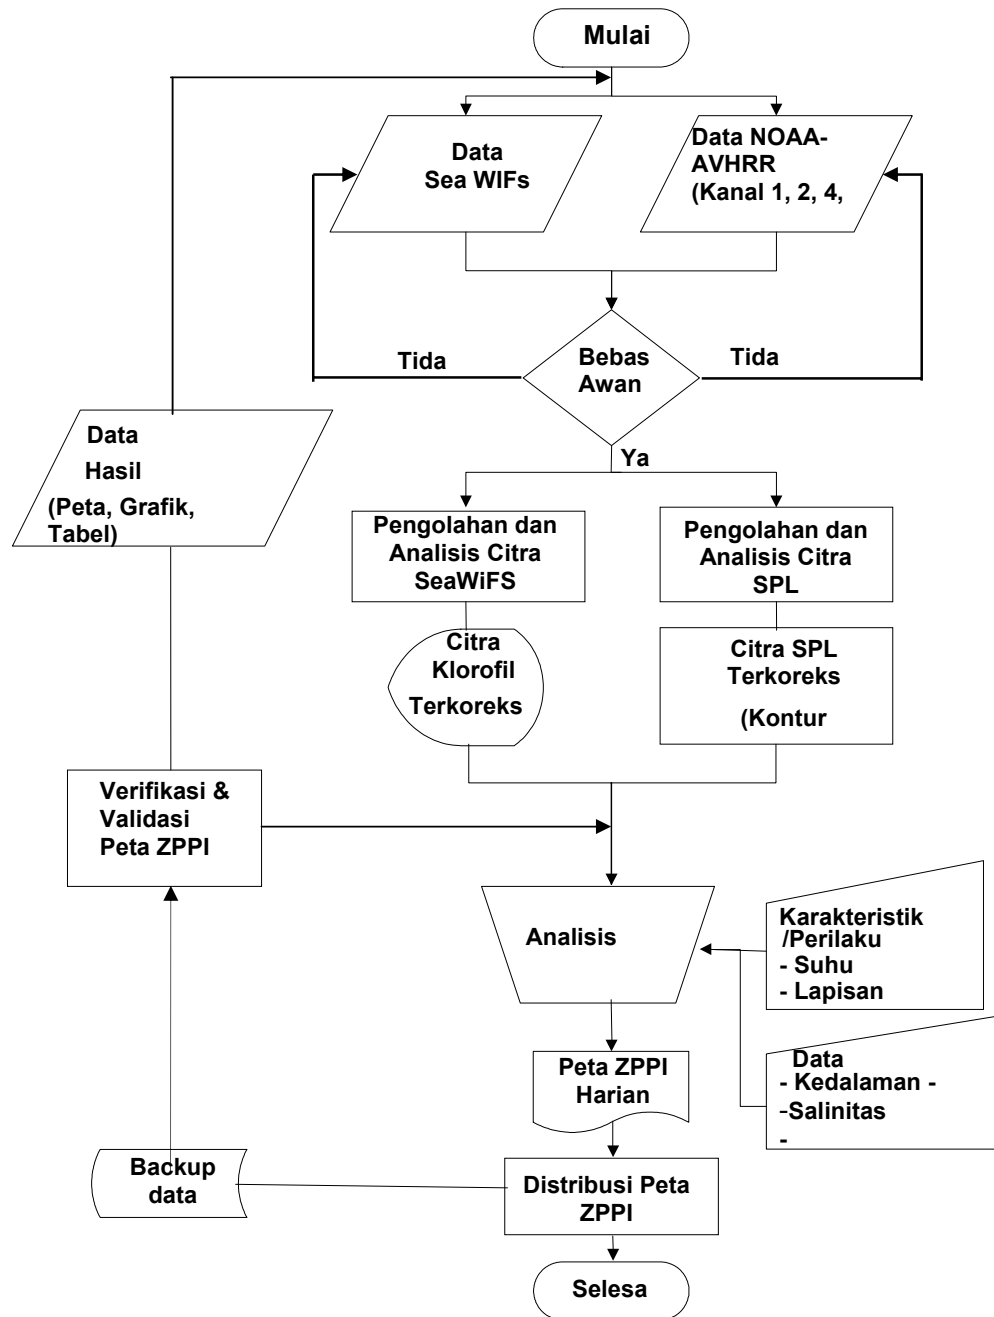 Mulai
Data
Sea WIFs
Data NOAA-
AVHRR
(Kanal 1, 2, 4,
Tida
Bebas
Awan
Tida
Ya
Data
Hasil
(Peta, Grafik,
Tabel)
Pengolahan dan
Analisis Citra
SeaWiFS
Pengolahan dan
Analisis Citra
SPL
Citra
Klorofil
Terkoreks
Citra SPL
Terkoreks
(Kontur
Verifikasi &
Validasi
Peta ZPPI
Analisis
Karakteristik
/Perilaku
- Suhu
- Lapisan
Data
- Kedalaman -
-Salinitas
-
Peta ZPPI
Harian
Backup
data
Distribusi Peta
ZPPI
Selesa